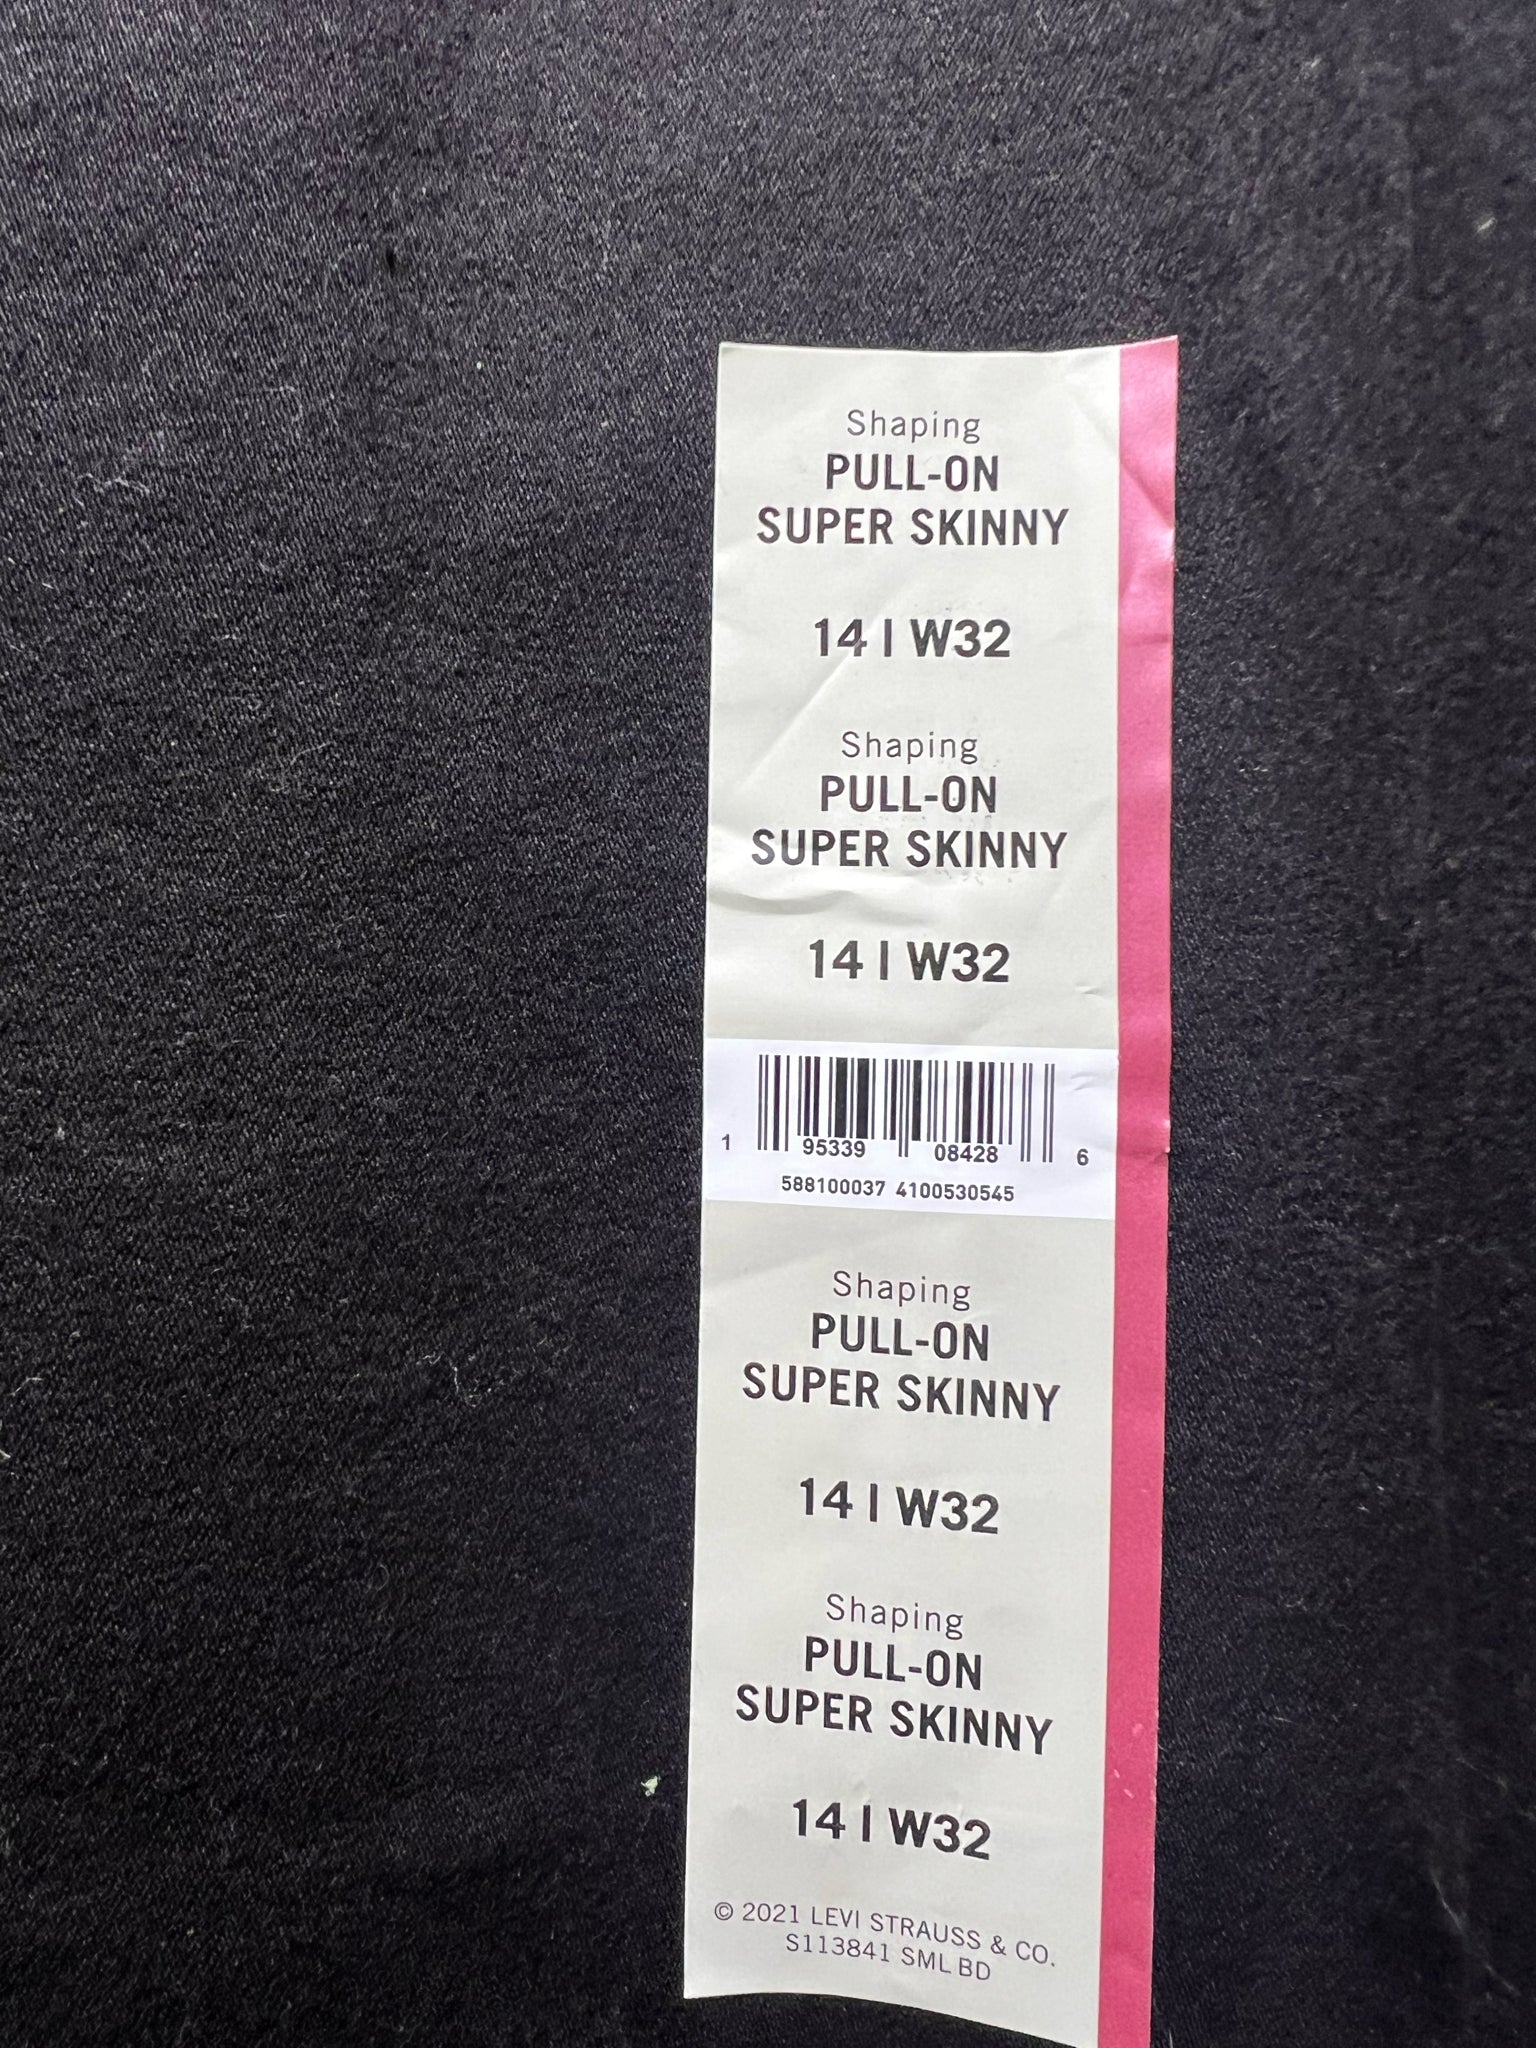 Shaping
PULL-ON
SUPER SKINNY
14 | W32
Shaping
PULL-ON
SUPER SKINNY
14 | W32
1 95339 08428 6
588100037 4100530545
Shaping
PULL-ON
SUPER SKINNY
14 | W32
Shaping
PULL-ON
SUPER SKINNY
14 | W32
© 2021 LEVI STRAUSS & CO.
S113841 SML BD